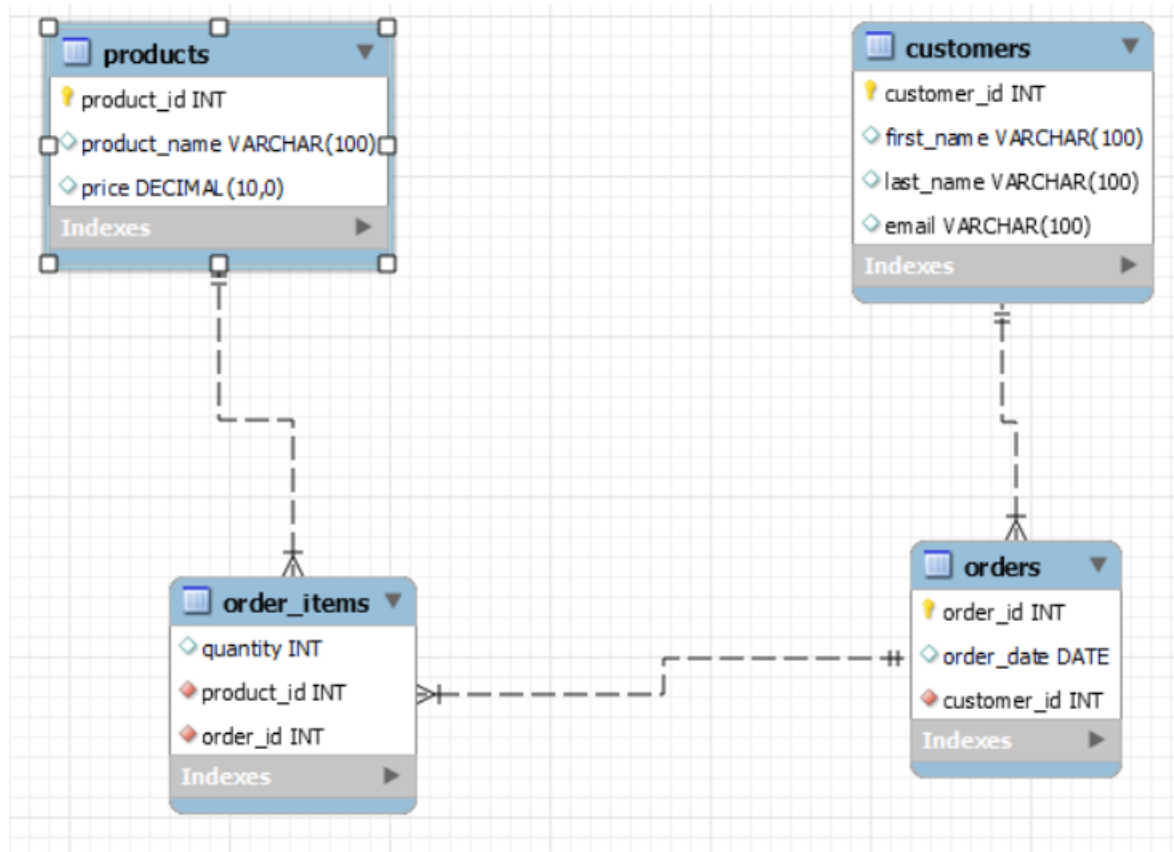 products
product_id INT
product_name VARCHAR(100)
price DECIMAL(10,0)
Indexes
customers
customer_id INT
first_name VARCHAR(100)
last_name VARCHAR(100)
email VARCHAR(100)
Indexes
order_items
quantity INT
product_id INT
order_id INT
Indexes
orders
order_id INT
order_date DATE
customer_id INT
Indexes